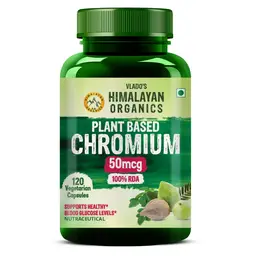 VLADO'S
HIMALAYAN
ORGANICS
PLANT BASED
CHROMIUM
50mcg
100% RDA
120
Vegetarian
Capsules
SUPPORTS HEALTHY*
BLOOD GLUCOSE LEVELS*
NUTRACEUTICAL